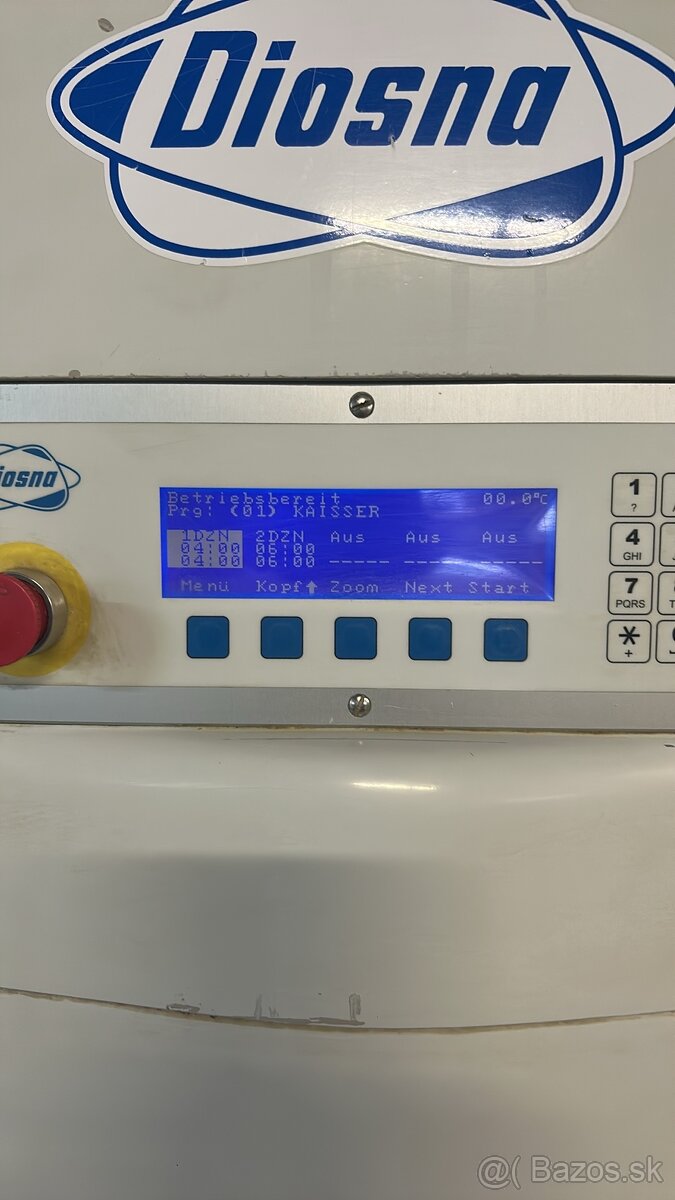 Diosna
Diosna
Betriebsbereit 00.0°C
Prg: (01) KAISSER
1DZN 2DZN Aus Aus Aus
04:00 06:00
04:00 06:00 ----- ----- -----
Menü Kopf↑ Zoom Next Start
1
?
4
GHI
7
PQRS
*
+
@( Bazos.sk